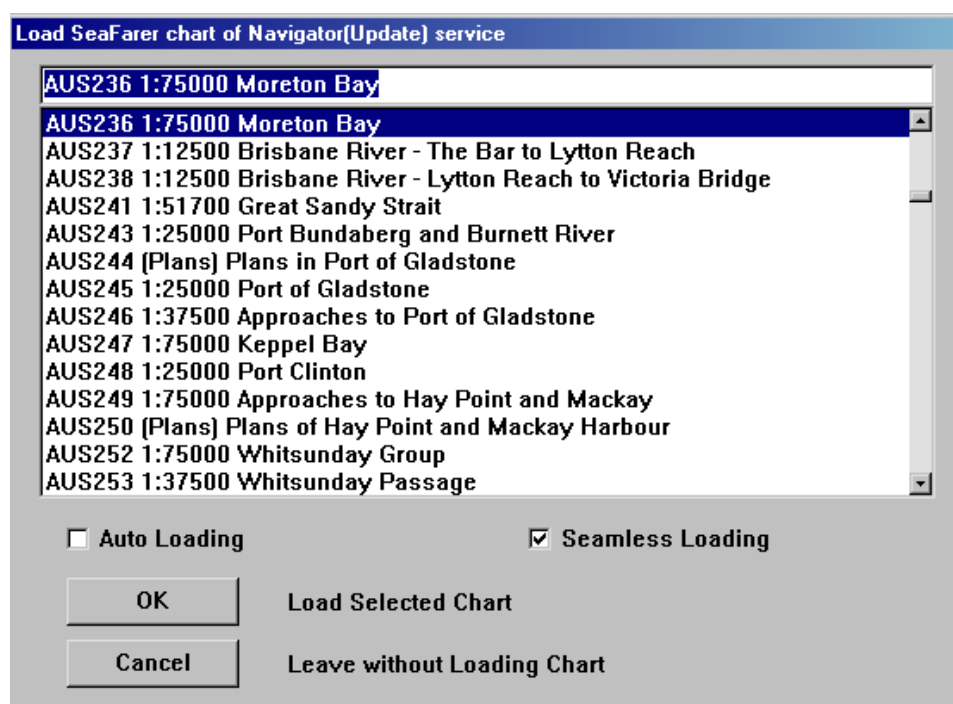 Load SeaFarer chart of Navigator(Update) service
AUS236 1:75000 Moreton Bay
AUS236 1:75000 Moreton Bay
AUS237 1:12500 Brisbane River - The Bar to Lytton Reach
AUS238 1:12500 Brisbane River - Lytton Reach to Victoria Bridge
AUS241 1:51700 Great Sandy Strait
AUS243 1:25000 Port Bundaberg and Burnett River
AUS244 (Plans) Plans in Port of Gladstone
AUS245 1:25000 Port of Gladstone
AUS246 1:37500 Approaches to Port of Gladstone
AUS247 1:75000 Keppel Bay
AUS248 1:25000 Port Clinton
AUS249 1:75000 Approaches to Hay Point and Mackay
AUS250 (Plans) Plans of Hay Point and Mackay Harbour
AUS252 1:75000 Whitsunday Group
AUS253 1:37500 Whitsunday Passage
Auto Loading Seamless Loading
OK Load Selected Chart
Cancel Leave without Loading Chart